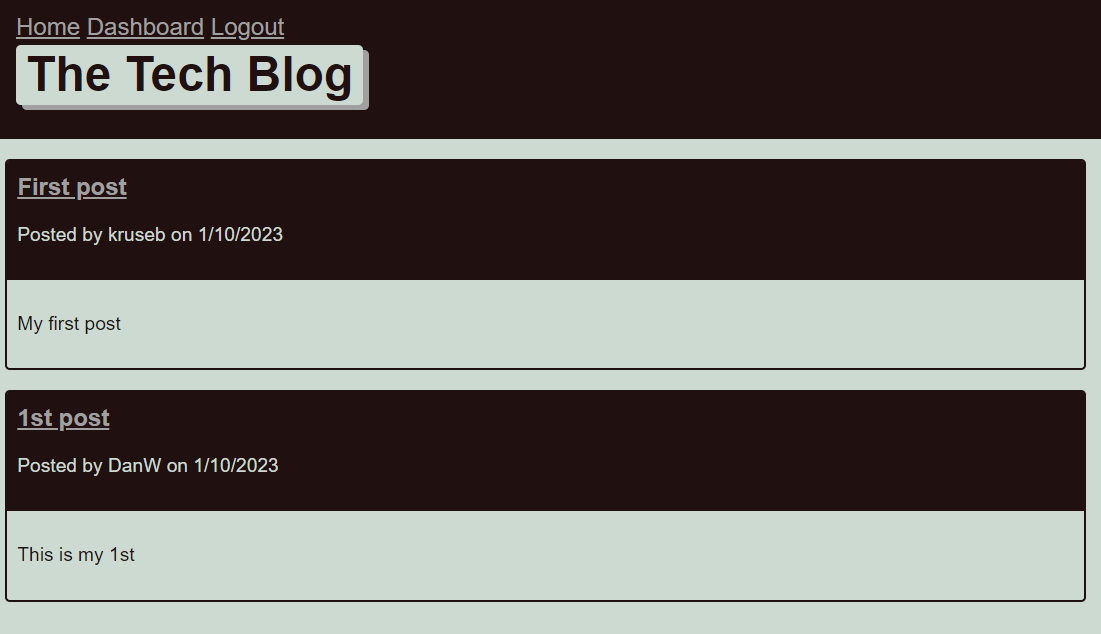 Home Dashboard Logout
The Tech Blog
First post
Posted by kruseb on 1/10/2023
My first post
1st post
Posted by DanW on 1/10/2023
This is my 1st